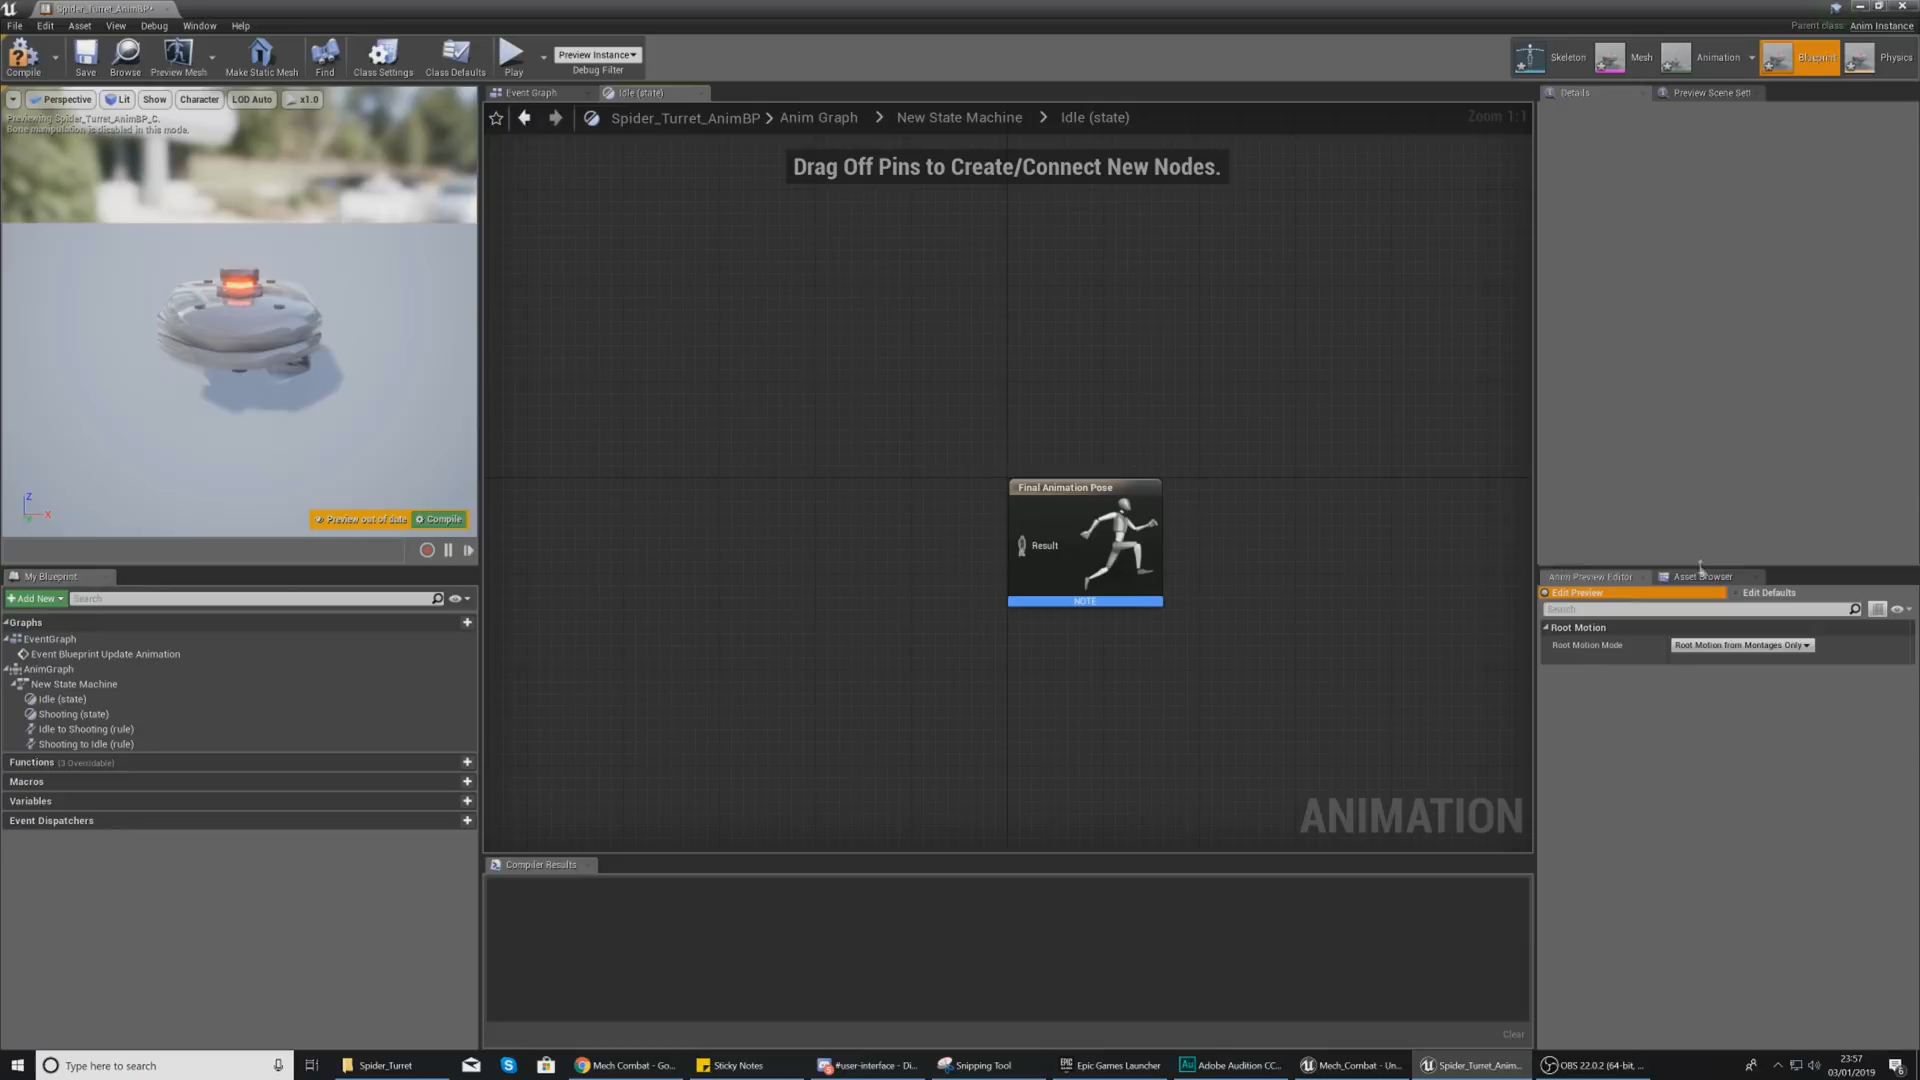 Spider_Turret_AnimBP*
File Edit Asset View Debug Window Help
Parent class: Anim Instance
Compile Save Browse Preview Mesh Make Static Mesh Find Class Settings Class Defaults Play
Preview Instance
Debug Filter
Skeleton Mesh Animation Blueprint Physics
Perspective Lit Show Character LOD Auto x1.0
Previewing Spider_Turret_AnimBP_C.
Bone manipulation is disabled in this mode.
Z
X
Preview out of date Compile
Event Graph Idle (state)
Spider_Turret_AnimBP > Anim Graph > New State Machine > Idle (state)
Zoom 1:1
Drag Off Pins to Create/Connect New Nodes.
Final Animation Pose
Result
NOTE
ANIMATION
Details Preview Scene Setti
My Blueprint
+Add New Search
Graphs
EventGraph
Event Blueprint Update Animation
AnimGraph
New State Machine
Idle (state)
Shooting (state)
Idle to Shooting (rule)
Shooting to Idle (rule)
Functions (3 Overridable)
Macros
Variables
Event Dispatchers
Compiler Results
Clear
Anim Preview Editor Asset Browser
Edit Preview Edit Defaults
Search
Root Motion
Root Motion Mode Root Motion from Montages Only
Type here to search
Spider_Turret
Mech Combat - Go...
Sticky Notes
#user-interface - Di...
Snipping Tool
Epic Games Launcher
Adobe Audition CC...
Mech_Combat - Un...
Spider_Turret_Anim...
OBS 22.0.2 (64-bit, ...
23:57
03/01/2019